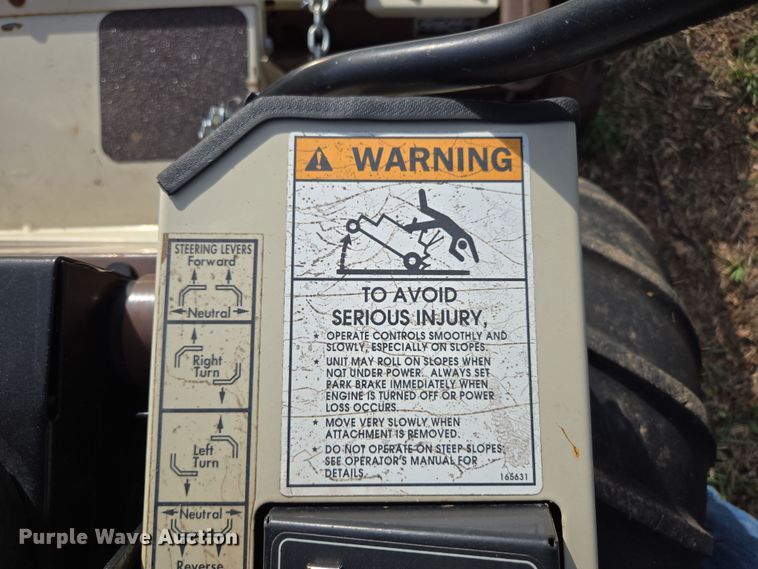 WARNING
TO AVOID
SERIOUS INJURY,
★ OPERATE CONTROLS SMOOTHLY AND
SLOWLY, ESPECIALLY ON SLOPES.
★ UNIT MAY ROLL ON SLOPES WHEN
NOT UNDER POWER. ALWAYS SET
PARK BRAKE IMMEDIATELY WHEN
ENGINE IS TURNED OFF OR POWER
LOSS OCCURS.
★ MOVE VERY SLOWLY WHEN
ATTACHMENT IS REMOVED.
★ DO NOT OPERATE ON STEEP SLOPES,
SEE OPERATOR'S MANUAL FOR
DETAILS.
165631
STEERING LEVERS
Forward
Neutral
Right
Turn
Left
Turn
Neutral
Reverse
Purple Wave Auction